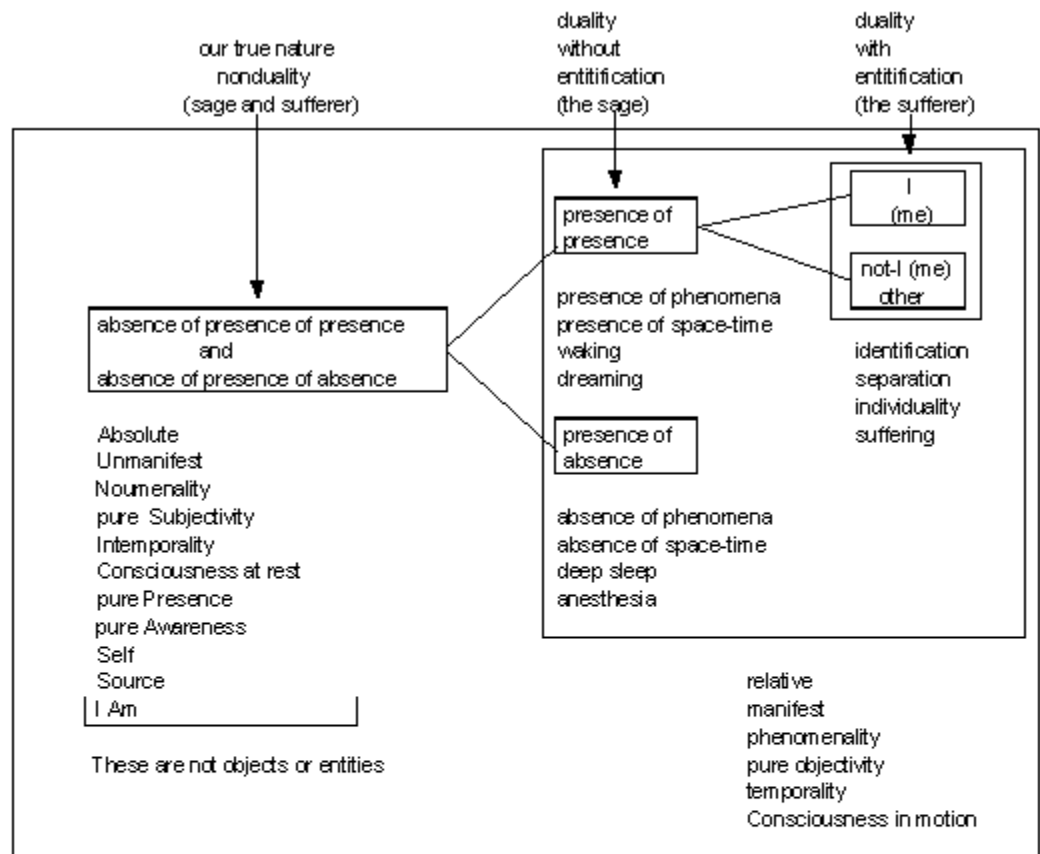 our true nature
nonduality
(sage and sufferer)
duality
without
entitification
(the sage)
duality
with
entitification
(the sufferer)
absence of presence of presence
and
absence of presence of absence
Absolute
Unmanifest
Noumenality
pure Subjectivity
Intemporality
Consciousness at rest
pure Presence
pure Awareness
Self
Source
I Am
These are not objects or entities
presence of
presence
presence of phenomena
presence of space-time
waking
dreaming
presence of
absence
absence of phenomena
absence of space-time
deep sleep
anesthesia
I
(me)
not-I (me)
other
identification
separation
individuality
suffering
relative
manifest
phenomenality
pure objectivity
temporality
Consciousness in motion